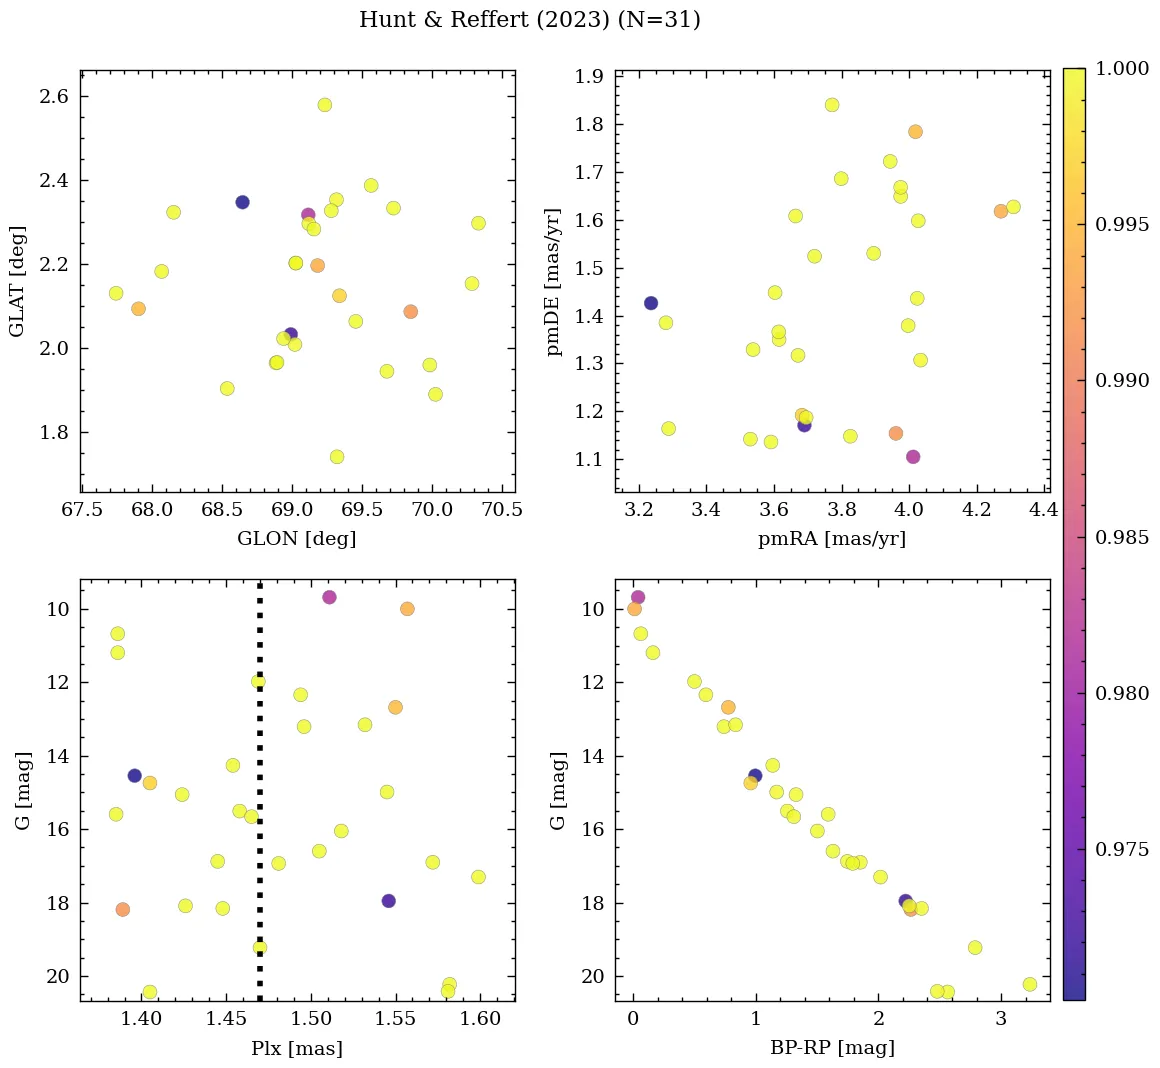 Hunt & Reffert (2023) (N=31)
2.6
2.4
2.2
2.0
1.8
GLAT [deg]
67.5 68.0 68.5 69.0 69.5 70.0 70.5
GLON [deg]
1.9
1.8
1.7
1.6
1.5
1.4
1.3
1.2
1.1
pmDE [mas/yr]
3.2 3.4 3.6 3.8 4.0 4.2 4.4
pmRA [mas/yr]
10
12
14
16
18
20
G [mag]
1.40 1.45 1.50 1.55 1.60
Plx [mas]
10
12
14
16
18
20
G [mag]
0 1 2 3
BP-RP [mag]
1.000
0.995
0.990
0.985
0.980
0.975